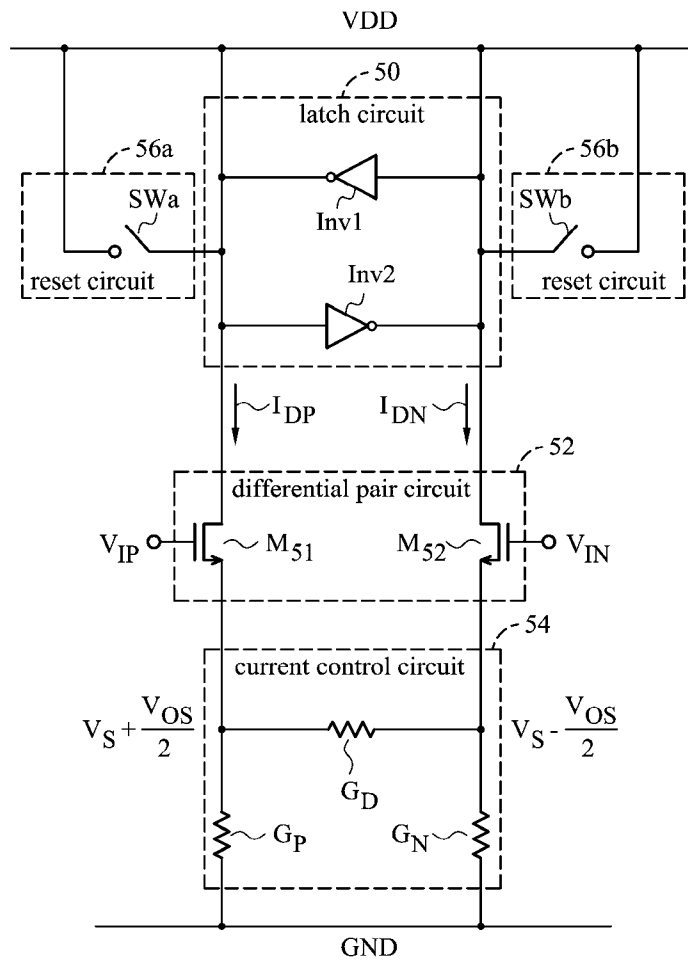 VDD
50
latch circuit
56a
56b
SWa
Inv1
SWb
reset circuit
Inv2
reset circuit
I_DP
I_DN
52
differential pair circuit
V_IP
M_51
M_52
V_IN
54
current control circuit
V_S + V_OS/2
V_S - V_OS/2
G_D
G_P
G_N
GND